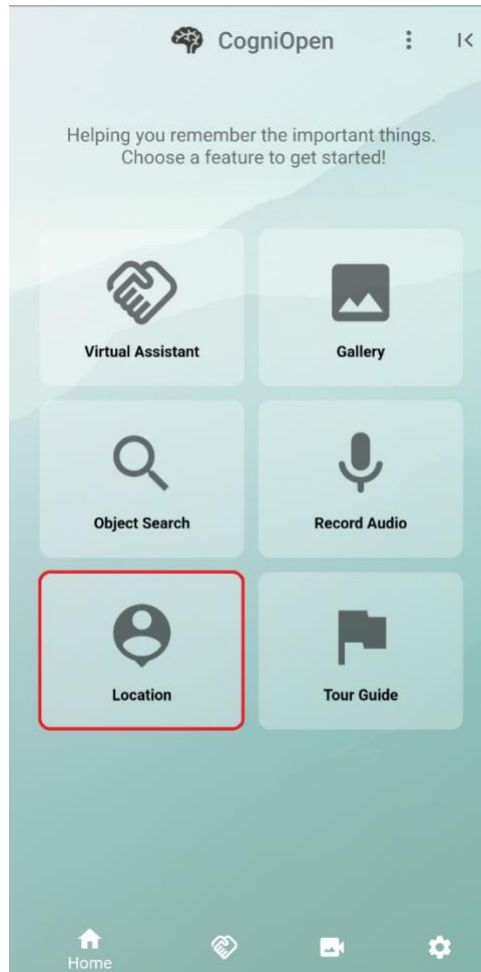 CogniOpen
Helping you remember the important things.
Choose a feature to get started!
Virtual Assistant
Gallery
Object Search
Record Audio
Location
Tour Guide
Home